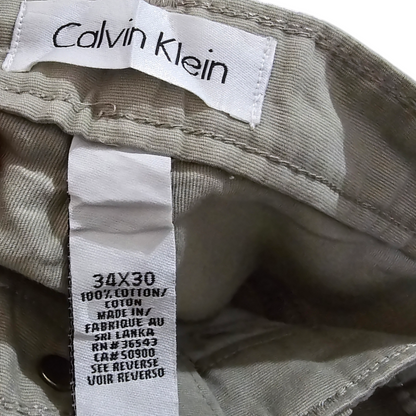 Calvin Klein
34X30
100% COTTON/
COTON
MADE IN/
FABRIQUE AU
SRI LANKA
RN#36543
CA#50900
SEE REVERSE
VOIR REVERSO